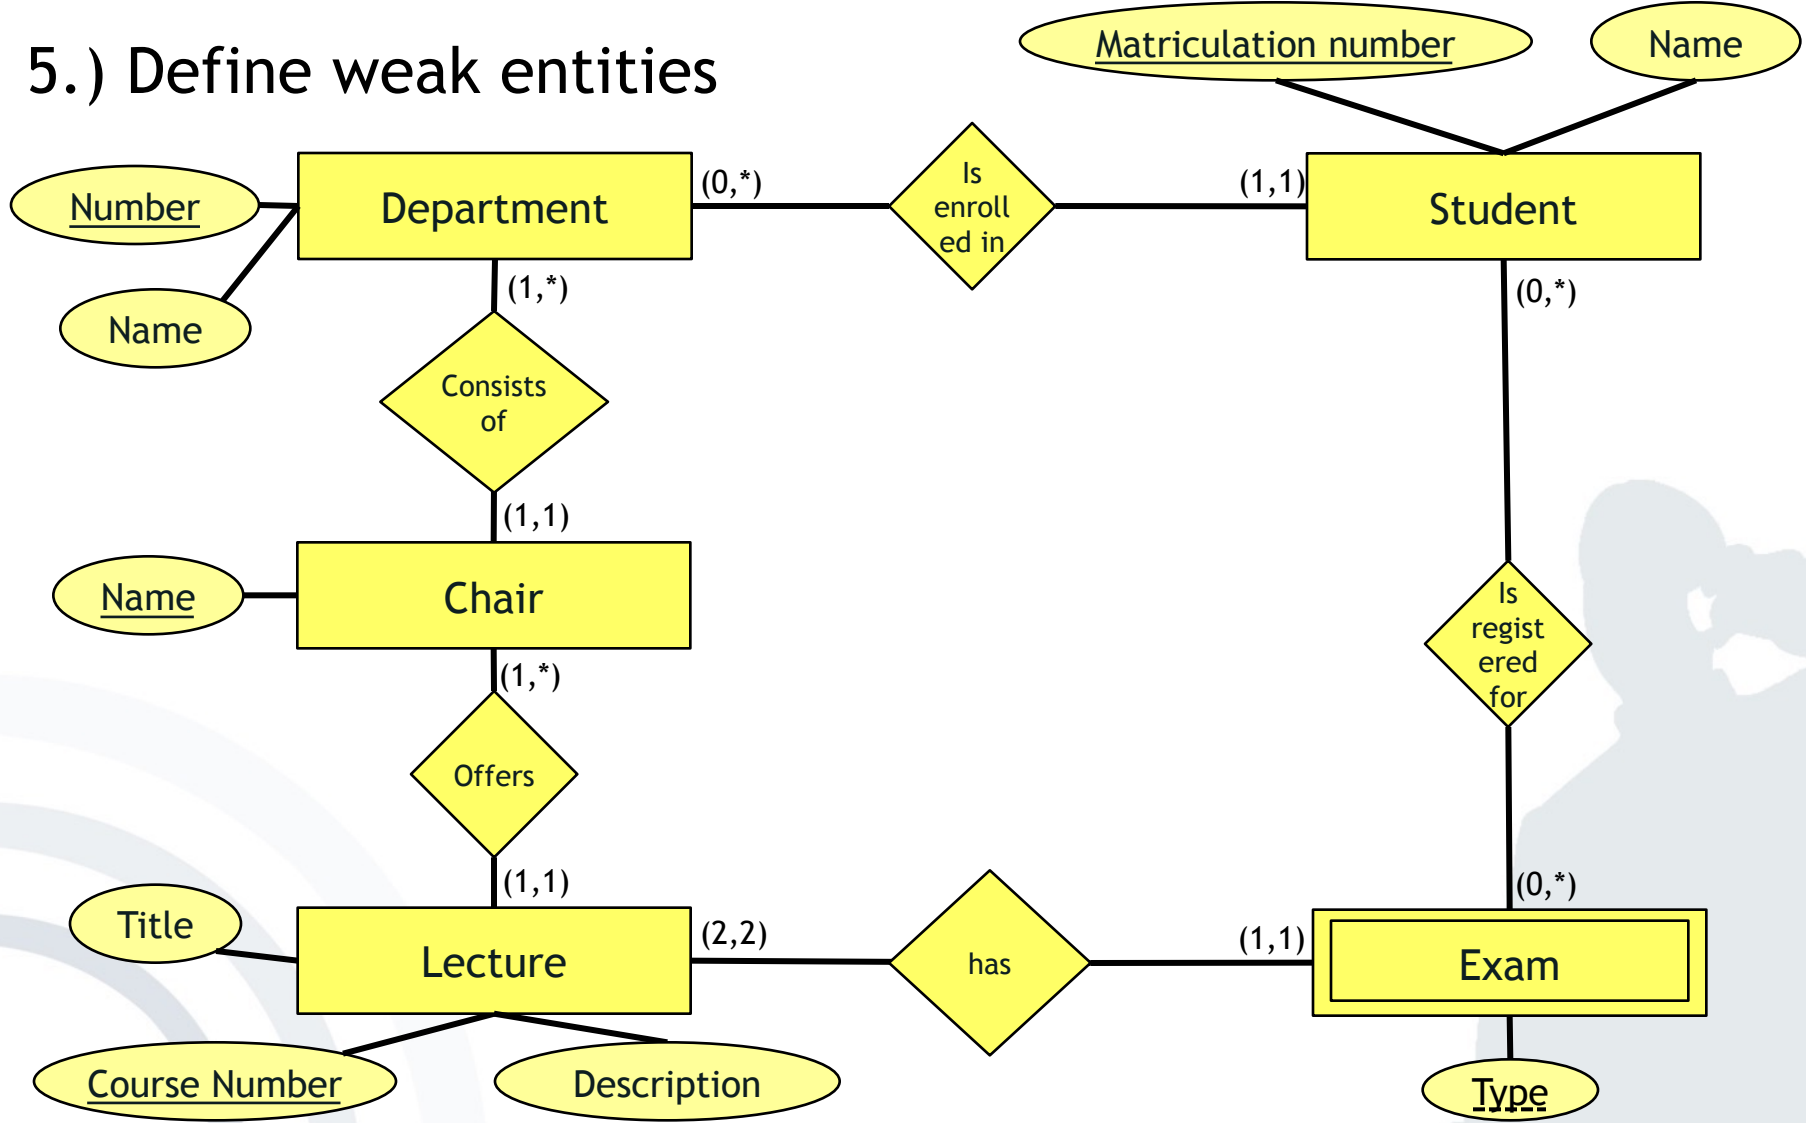 5.) Define weak entities
Matriculation number
Name
Number
Name
Department
(0,*)
Is
enroll
ed in
(1,1)
Student
(1,*)
(0,*)
Consists
of
(1,1)
Name
Chair
(1,*)
Is
regist
ered
for
Offers
(1,1)
(0,*)
Title
Lecture
(2,2)
has
(1,1)
Exam
Course Number
Description
Type